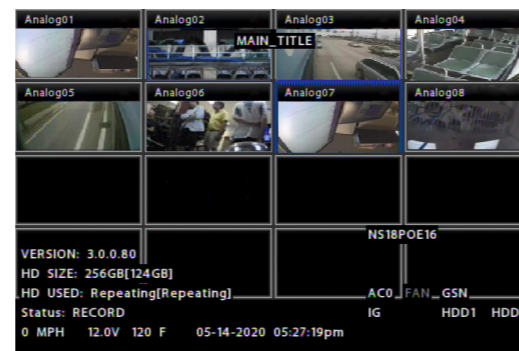 Analog01 Analog02 Analog03 Analog04
MAIN_TITLE
Analog05 Analog06 Analog07 Analog08
NS18POE16
VERSION: 3.0.0.80
HD SIZE: 256GB[124GB]
HD USED: Repeating[Repeating] AC0 FAN GSN
Status: RECORD IG HDD1 HDD
0 MPH 12.0V 120 F 05-14-2020 05:27:19pm